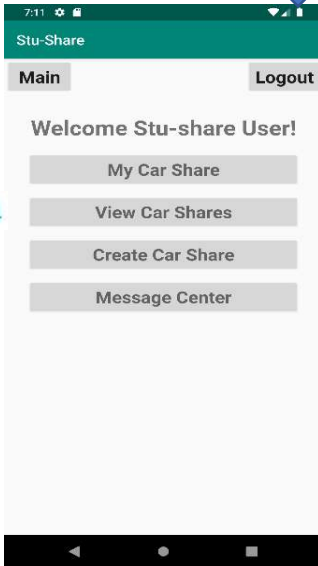 7:11
Stu-Share
Main Logout
Welcome Stu-share User!
My Car Share
View Car Shares
Create Car Share
Message Center